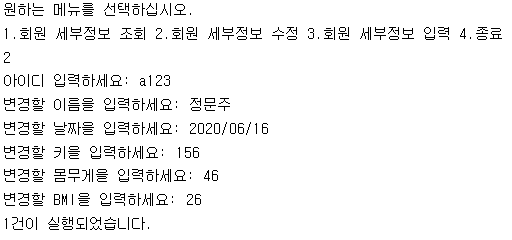 원하는 메뉴를 선택하십시오.
1.회원 세부정보 조회 2.회원 세부정보 수정 3.회원 세부정보 입력 4.종료
2
아이디 입력하세요: a123
변경할 이름을 입력하세요: 정문주
변경할 날짜을 입력하세요: 2020/06/16
변경할 키을 입력하세요: 156
변경할 몸무게을 입력하세요: 46
변경할 BMI을 입력하세요: 26
1건이 실행되었습니다.